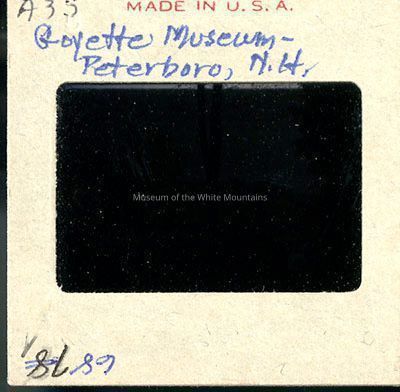 A35
MADE IN U.S.A.
Goyette Museum-
Peterboro, N.H.
Museum of the White Mountains